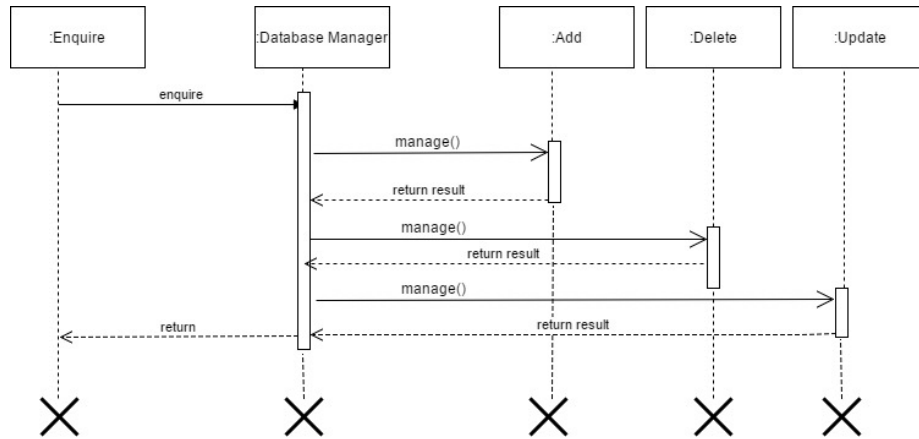 :Enquire
:Database Manager
:Add
:Delete
:Update
enquire
manage()
return result
manage()
return result
manage()
return result
return